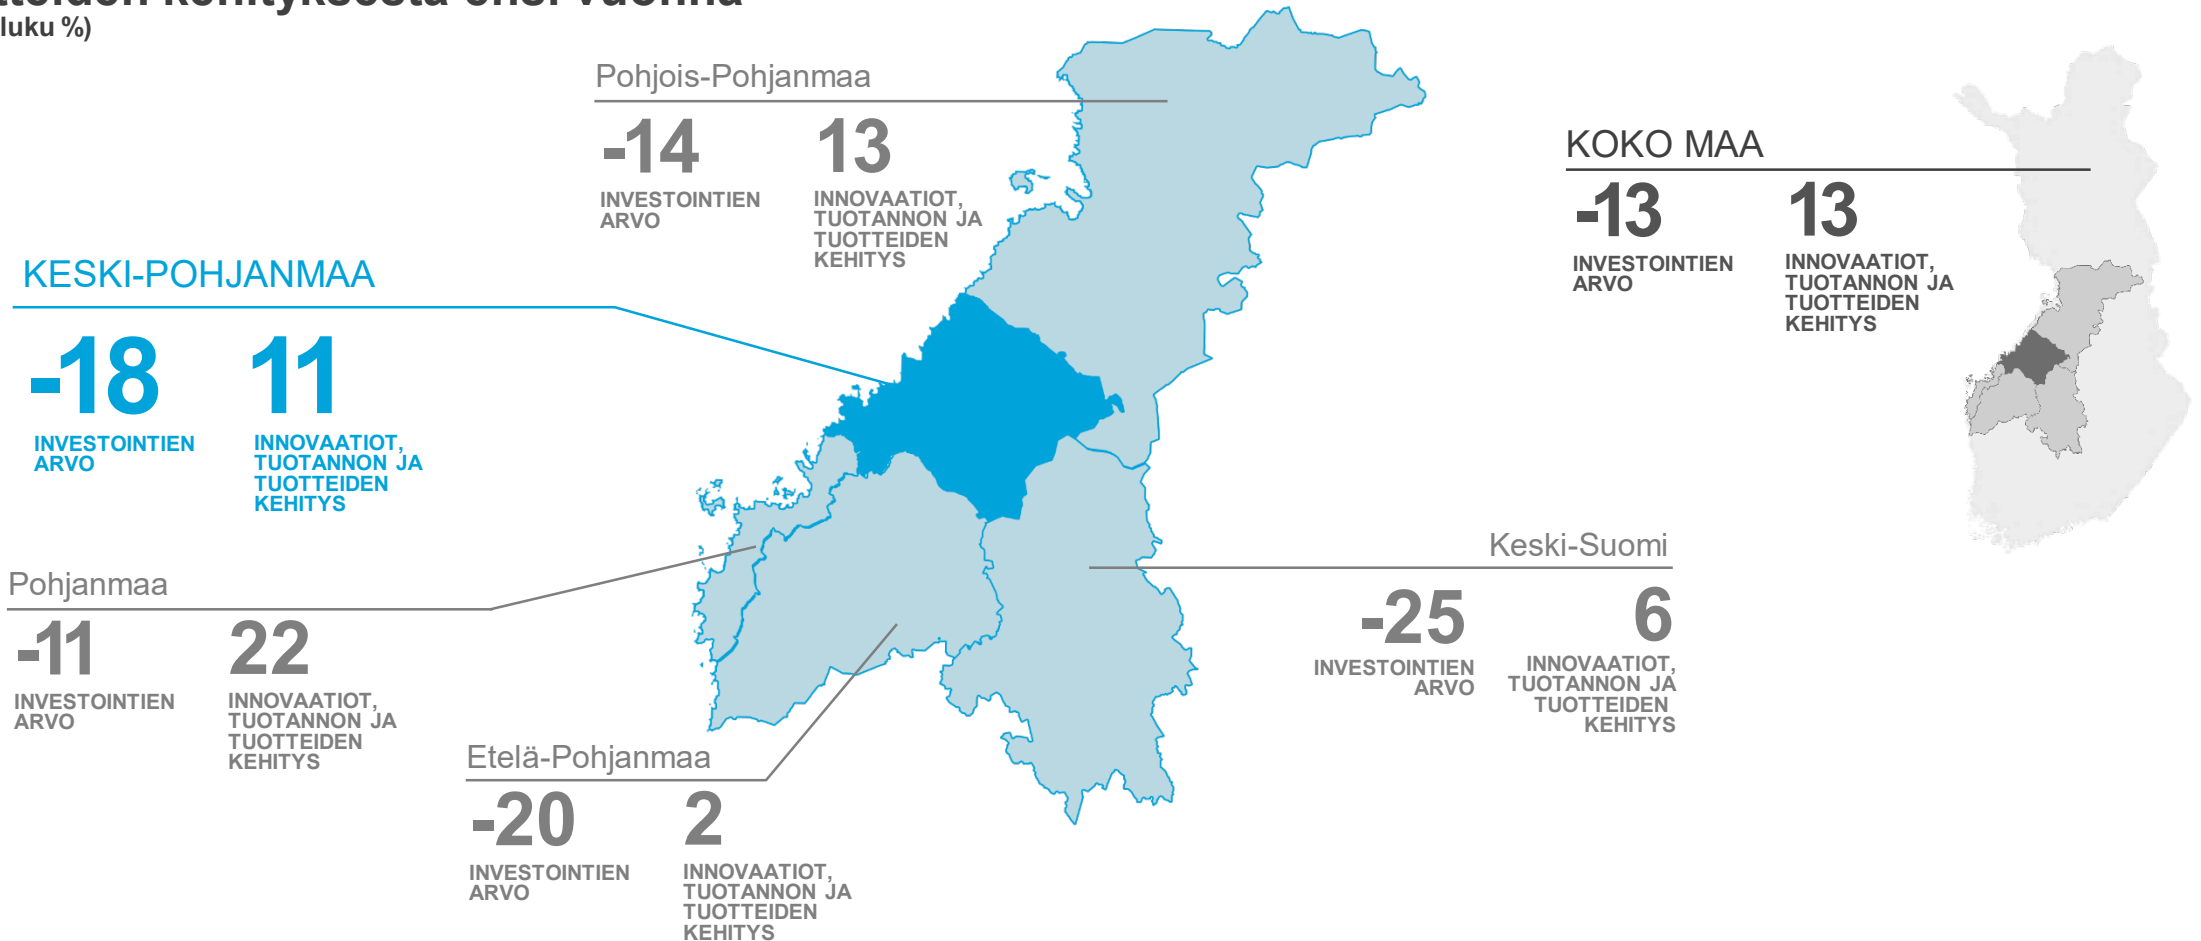 kehityksestä ensi vuonna
luku %)
Pohjois-Pohjanmaa
-14
13
INVESTOINTIEN
ARVO
INNOVAATIOT,
TUOTANNON JA
TUOTTEIDEN
KEHITYS
KOKO MAA
-13
13
INVESTOINTIEN
ARVO
INNOVAATIOT,
TUOTANNON JA
TUOTTEIDEN
KEHITYS
KESKI-POHJANMAA
-18
11
INVESTOINTIEN
ARVO
INNOVAATIOT,
TUOTANNON JA
TUOTTEIDEN
KEHITYS
Pohjanmaa
-11
22
INVESTOINTIEN
ARVO
INNOVAATIOT,
TUOTANNON JA
TUOTTEIDEN
KEHITYS
Keski-Suomi
-25
6
INVESTOINTIEN
ARVO
INNOVAATIOT,
TUOTANNON JA
TUOTTEIDEN
KEHITYS
Etelä-Pohjanmaa
-20
2
INVESTOINTIEN
ARVO
INNOVAATIOT,
TUOTANNON JA
TUOTTEIDEN
KEHITYS